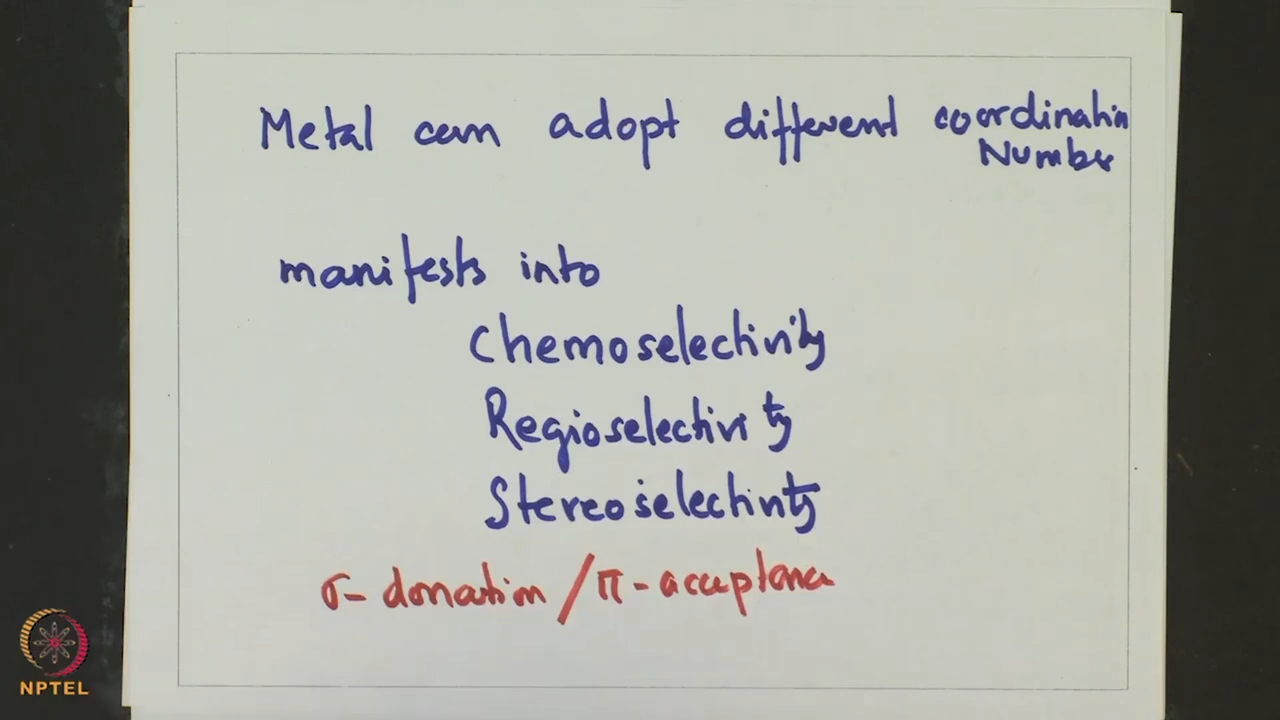 Metal can adopt different coordination
Number
manifests into
Chemoselectivity
Regioselectivity
Stereoselectivity
σ- donation / π- acceptance
NPTEL